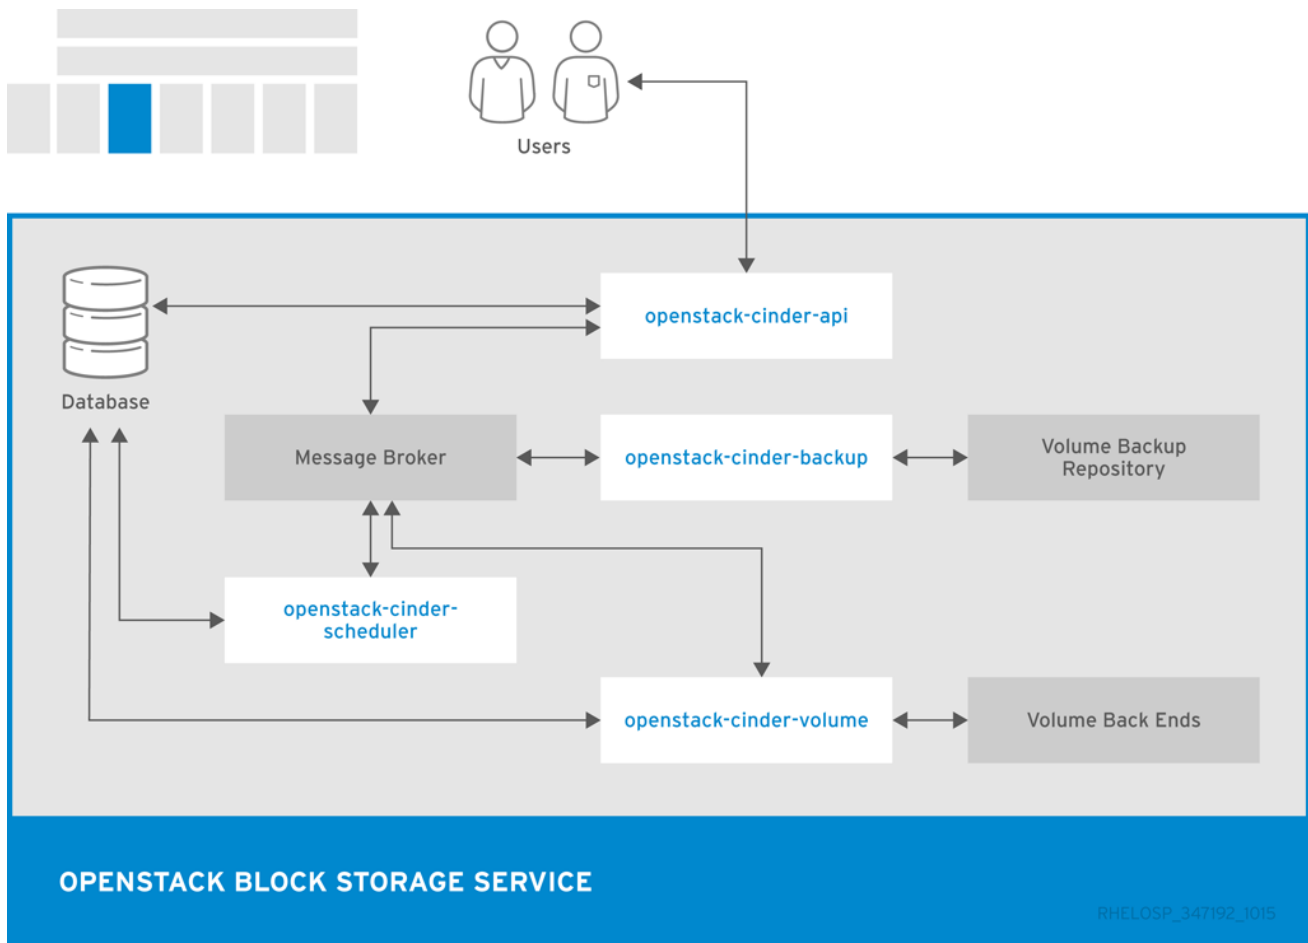 Users
openstack-cinder-api
Database
Message Broker
openstack-cinder-backup
Volume Backup
Repository
openstack-cinder-
scheduler
openstack-cinder-volume
Volume Back Ends
OPENSTACK BLOCK STORAGE SERVICE
RHELOSP_347192_1015